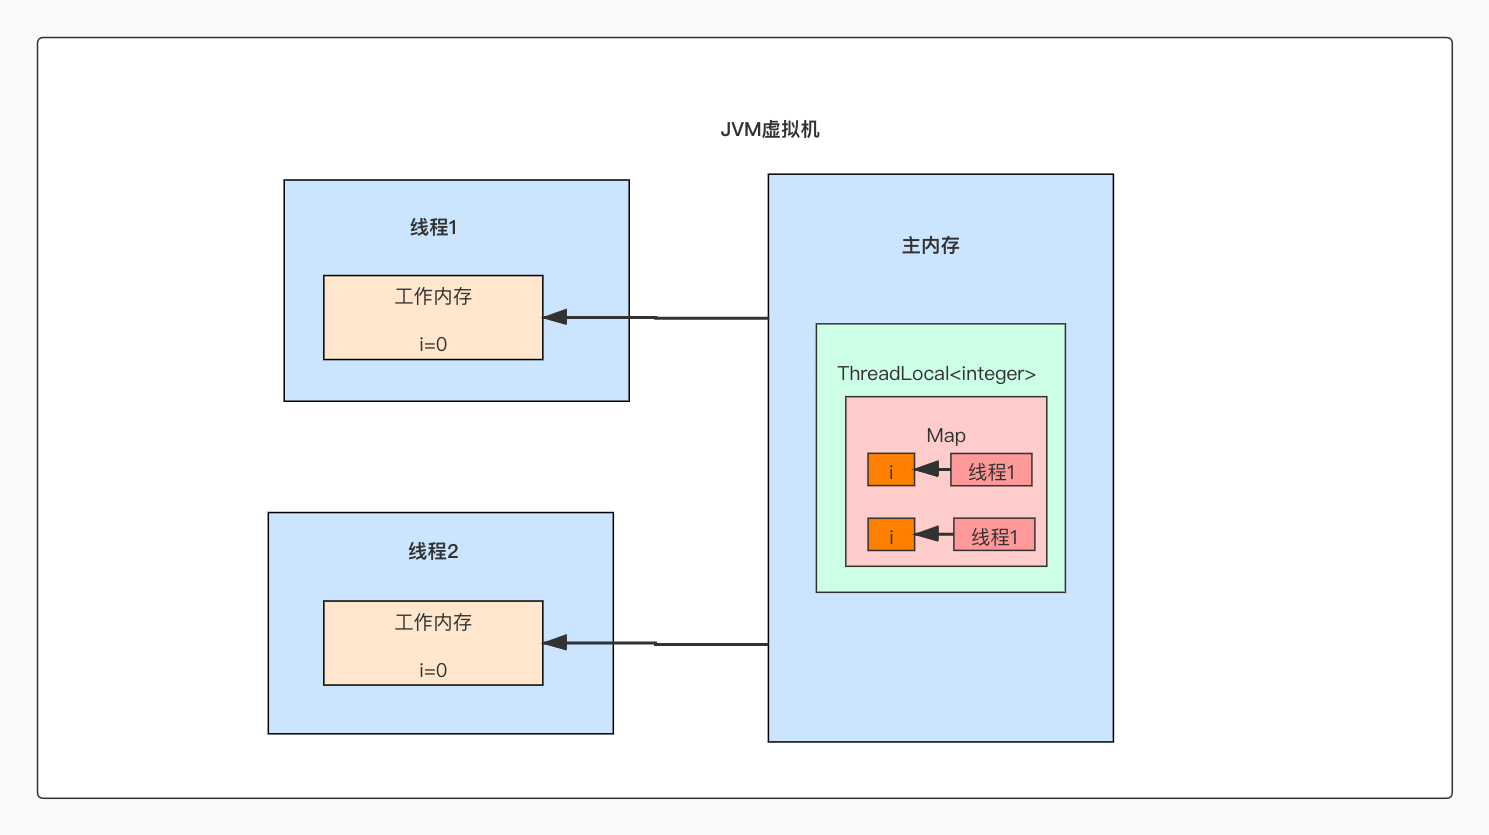 JVM虚拟机
线程1
工作内存
i=0
线程2
工作内存
i=0
主内存
ThreadLocal<integer>
Map
i
线程1
i
线程1